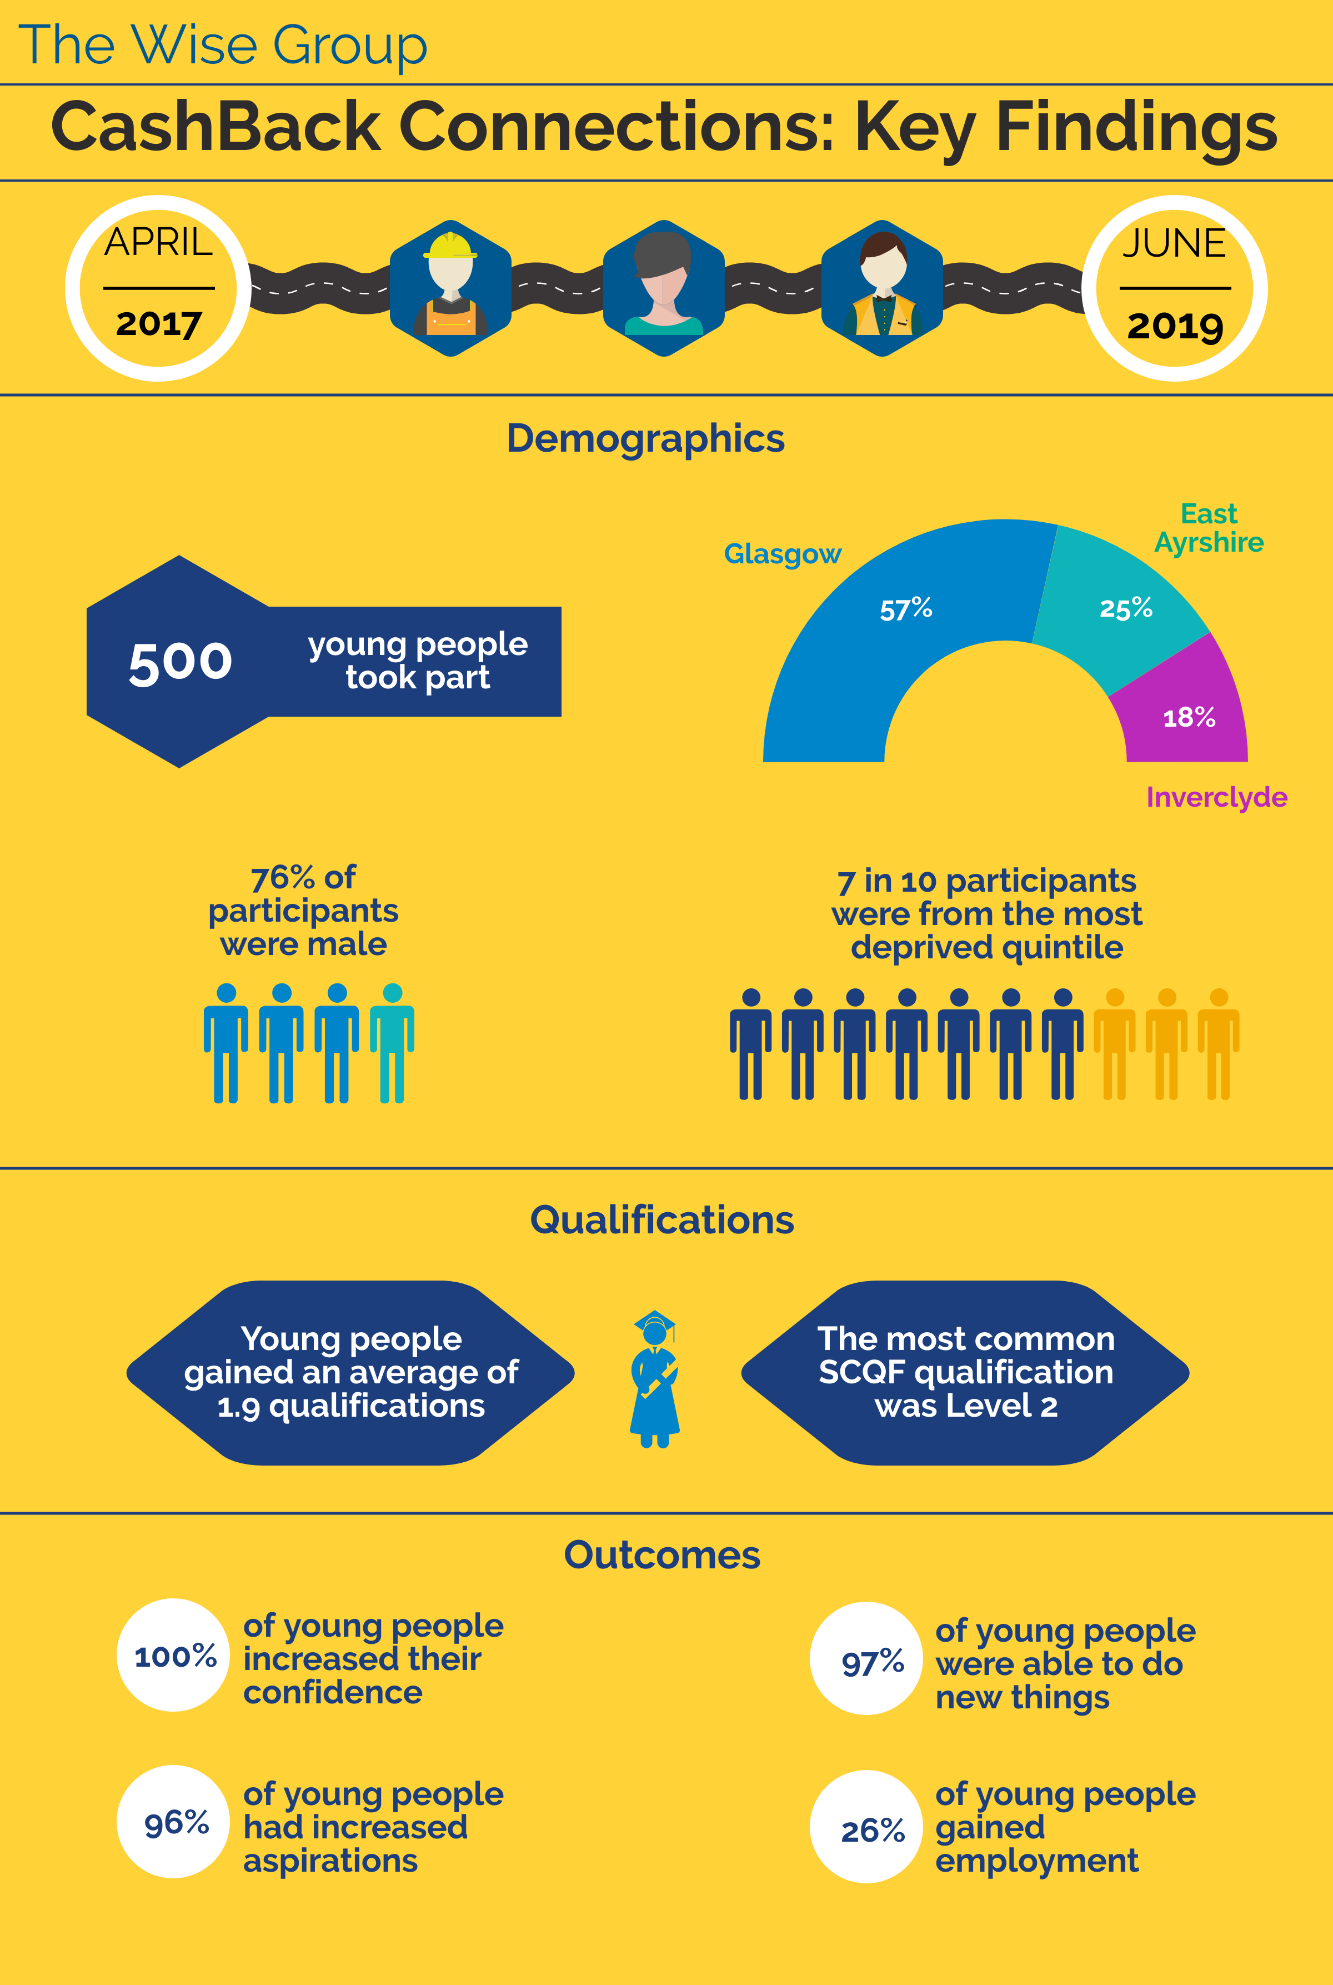 The Wise Group
CashBack Connections: Key Findings
APRIL
2017
JUNE
2019
Demographics
500
young people
took part
Glasgow
57%
East
Ayrshire
25%
18%
Inverclyde
76% of
participants
were male
7 in 10 participants
were from the most
deprived quintile
Qualifications
Young people
gained an average of
1.9 qualifications
The most common
SCQF qualification
was Level 2
Outcomes
100%
of young people
increased their
confidence
97%
of young people
were able to do
new things
96%
of young people
had increased
aspirations
26%
of young people
gained
employment